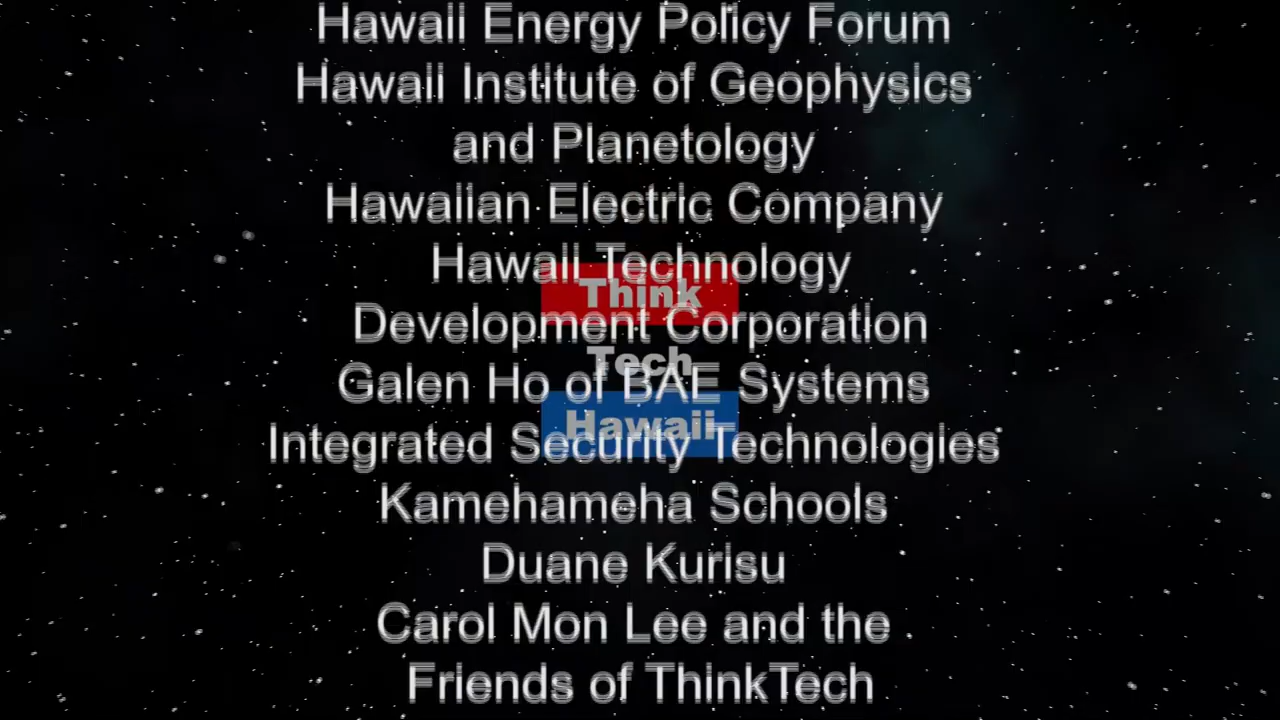 Hawaii Energy Policy Forum
Hawaii Institute of Geophysics
and Planetology
Hawaiian Electric Company
Hawaii Technology
Think
Development Corporation
Tech
Galen Ho of BAE Systems
Hawaii
Integrated Security Technologies
Kamehameha Schools
Duane Kurisu
Carol Mon Lee and the
Friends of ThinkTech